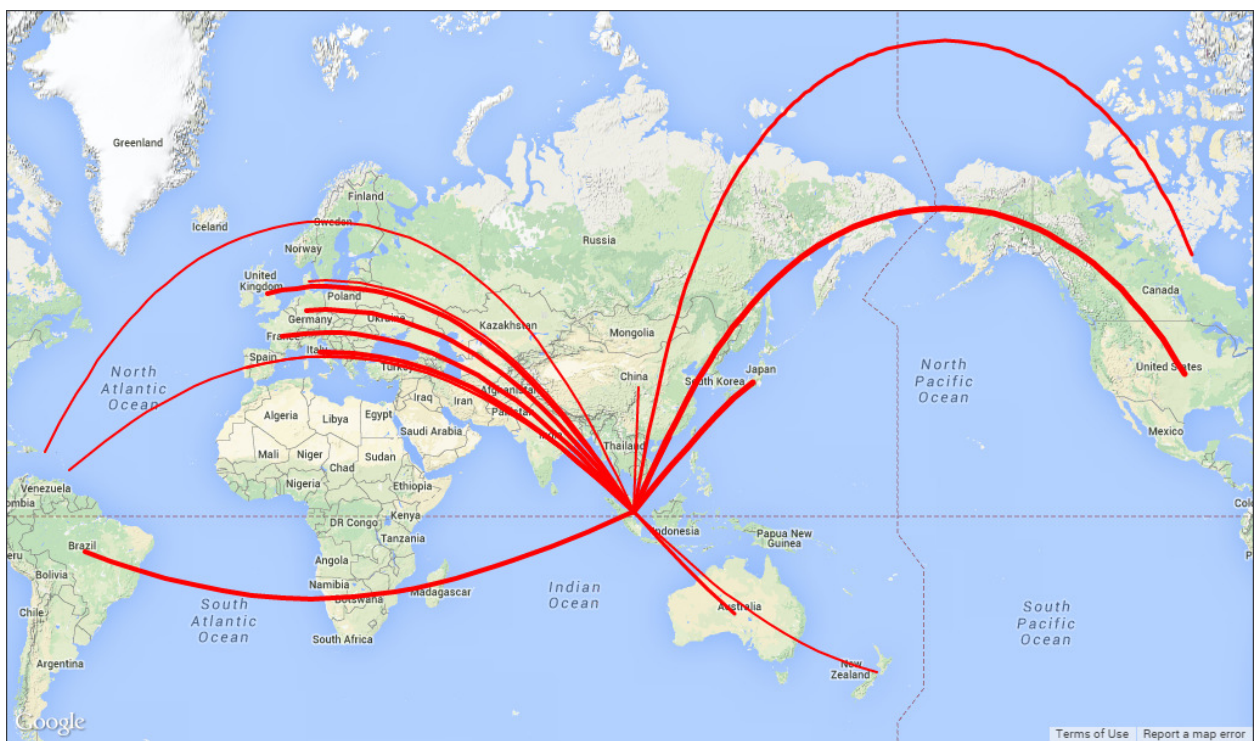 Greenland
Finland
Iceland
Sweden
Norway
Russia
United
Kingdom
Poland
Canada
Germany
Ukraine
Kazakhstan
Mongolia
France
Italy
Spain
Turkey
China
South Korea
Japan
United States
North
Atlantic
Ocean
North
Pacific
Ocean
Afghanistan
Iraq
Iran
Pakistan
Algeria
Libya
Egypt
Saudi Arabia
India
Thailand
Mexico
Mali
Niger
Sudan
Chad
Nigeria
Ethiopia
Venezuela
ombia
Col
Kenya
DR Congo
Tanzania
Indonesia
Papua New
Guinea
Brazil
eru
P
Angola
Bolivia
Namibia
Botswana
Madagascar
Indian
Ocean
Australia
South
Atlantic
Ocean
South
Pacific
Ocean
Chile
South Africa
Argentina
New
Zealand
Google
Terms of Use
Report a map error